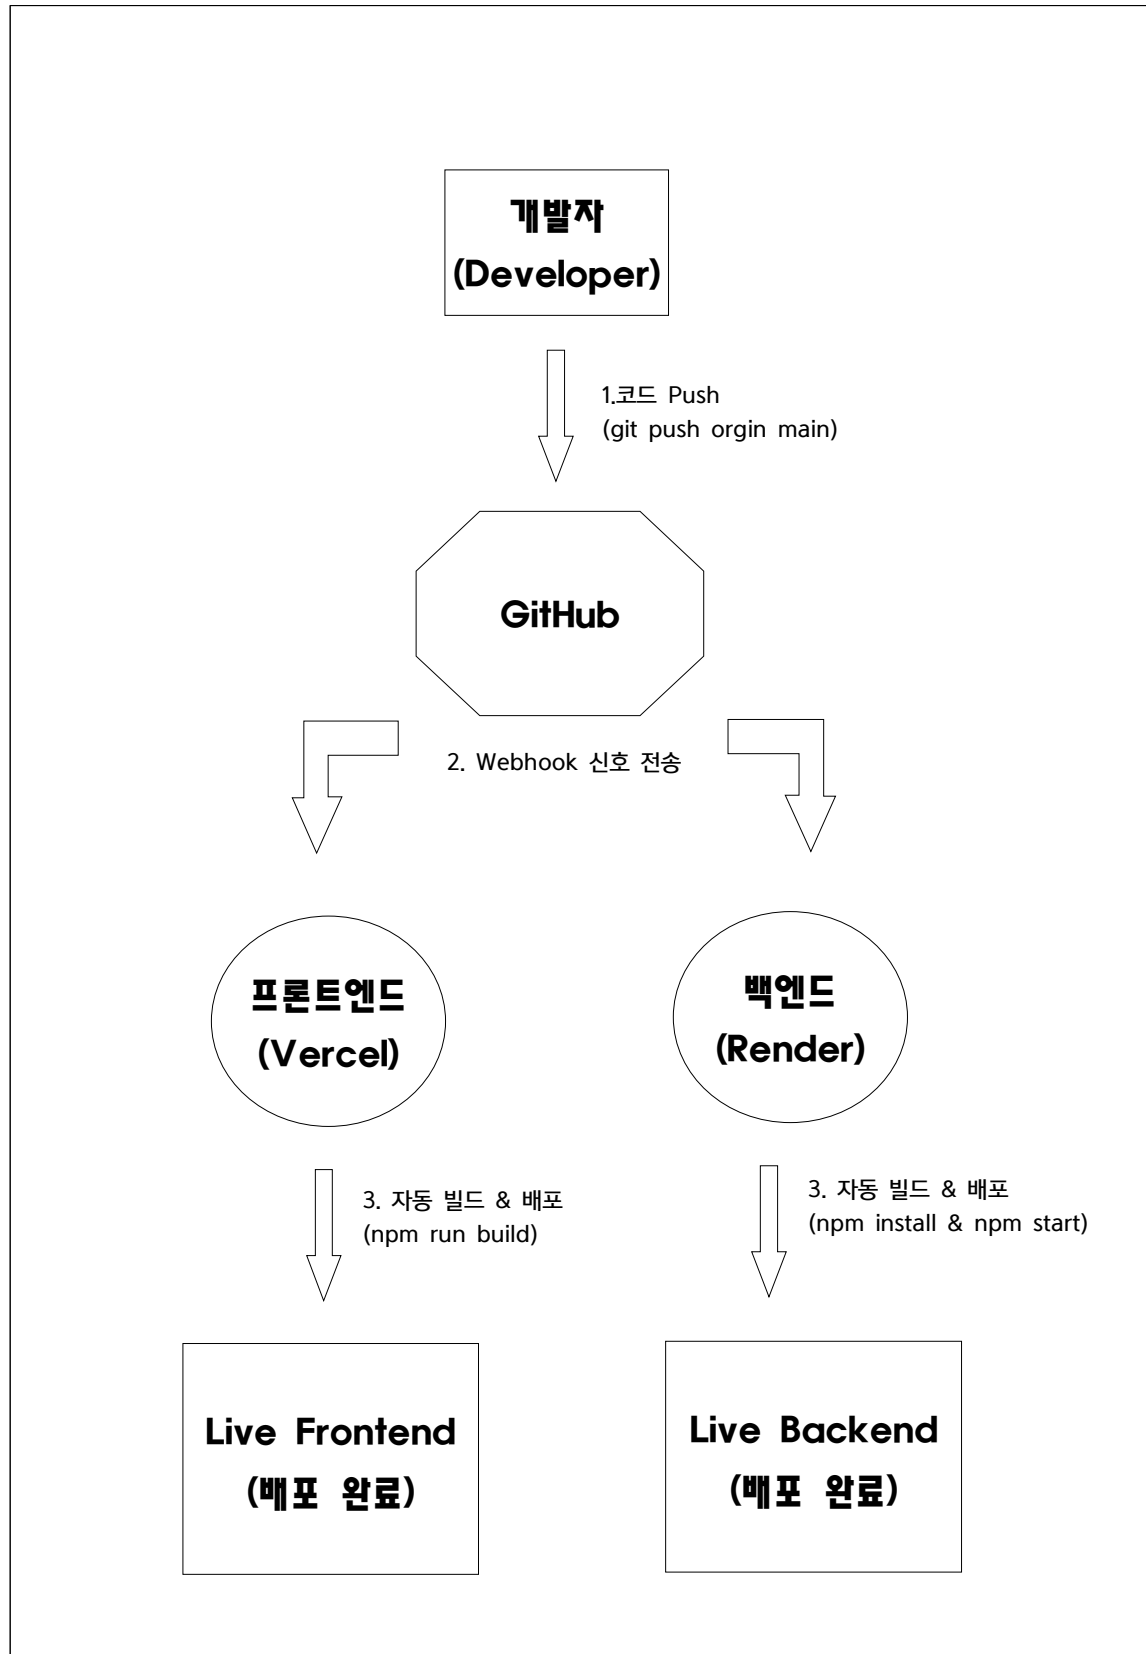 개발자
(Developer)
1.코드 Push
(git push orgin main)
GitHub
2. Webhook 신호 전송
프론트엔드
(Vercel)
백엔드
(Render)
3. 자동 빌드 & 배포
(npm run build)
3. 자동 빌드 & 배포
(npm install & npm start)
Live Frontend
(배포 완료)
Live Backend
(배포 완료)